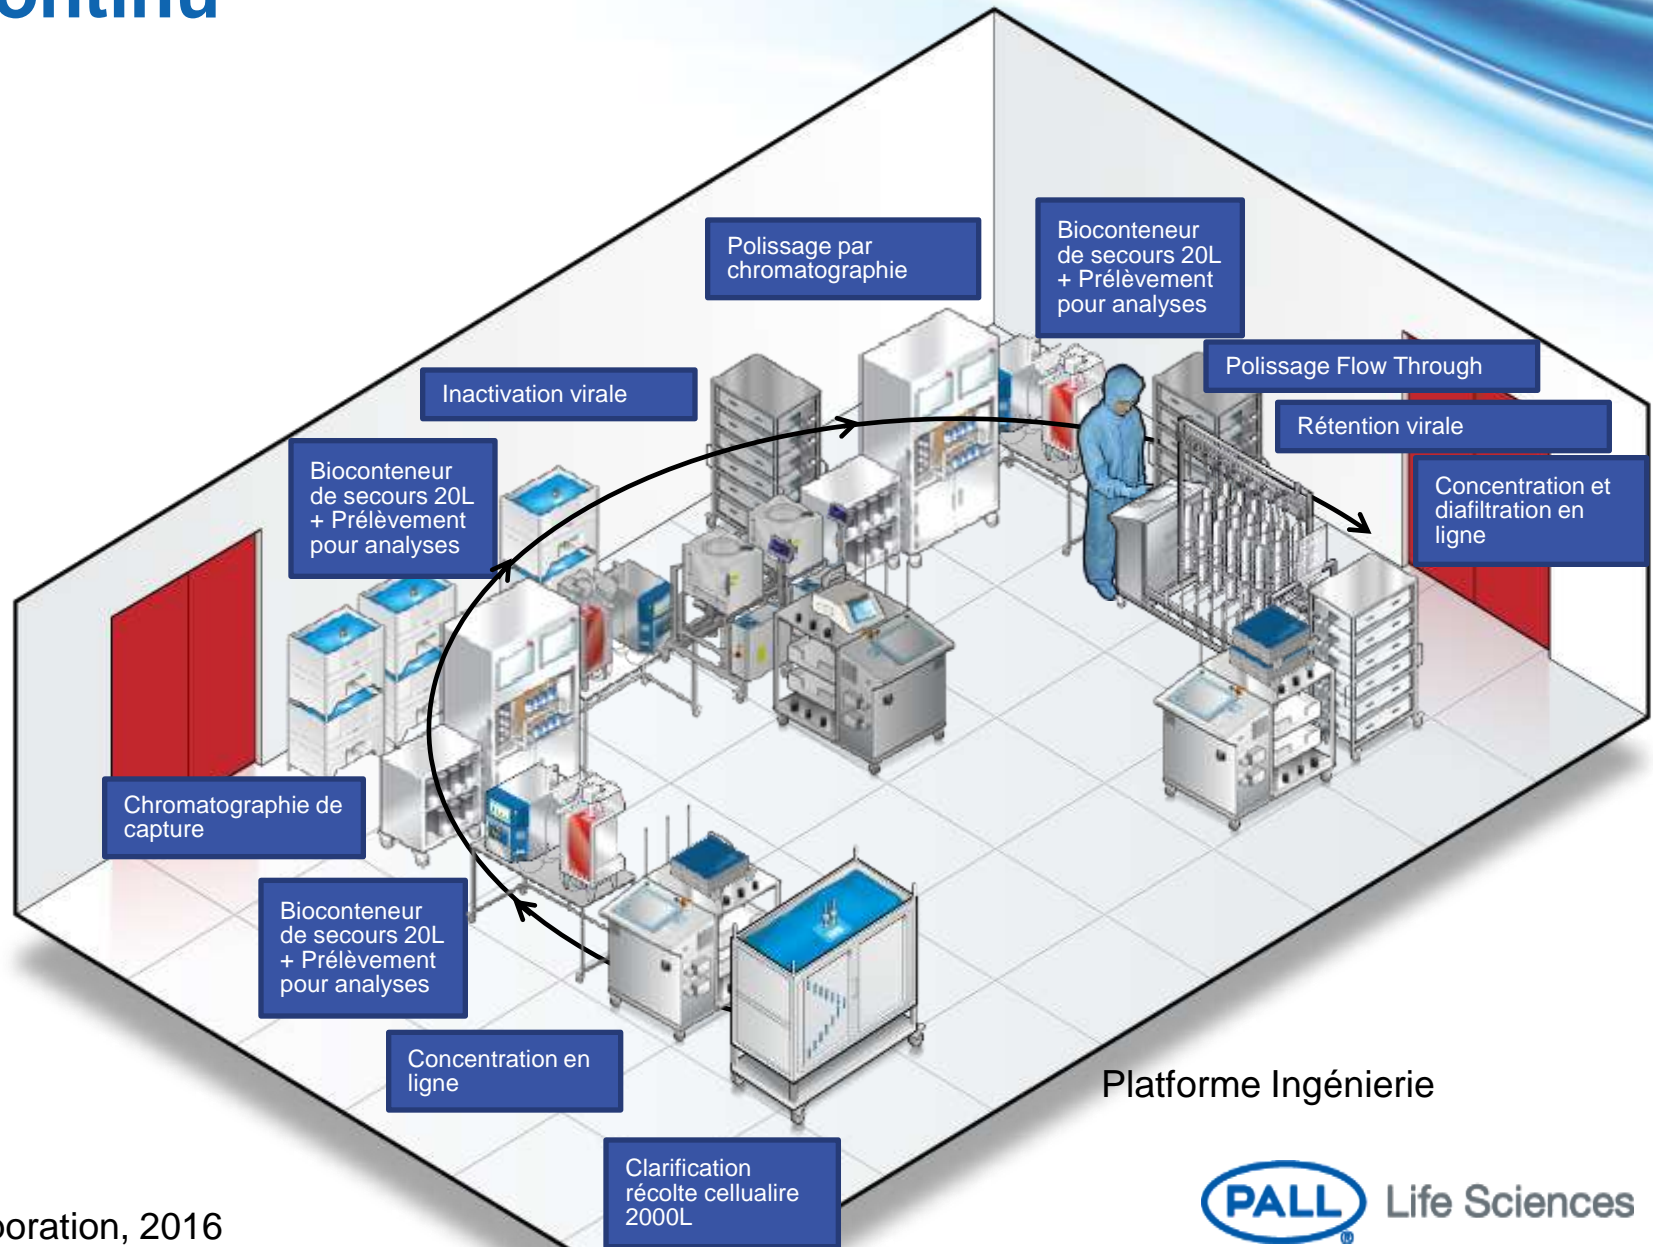 Polissage par
chromatographie
Bioconteneur
de secours 20L
+ Prélèvement
pour analyses
Polissage Flow Through
Inactivation virale
Rétention virale
Bioconteneur
de secours 20L
+ Prélèvement
pour analyses
Concentration et
diafiltration en
ligne
Chromatographie de
capture
Bioconteneur
de secours 20L
+ Prélèvement
pour analyses
Concentration en
ligne
Platforme Ingénierie
Clarification
récolte cellualire
2000L
PALL ® Life Sciences
, 2016